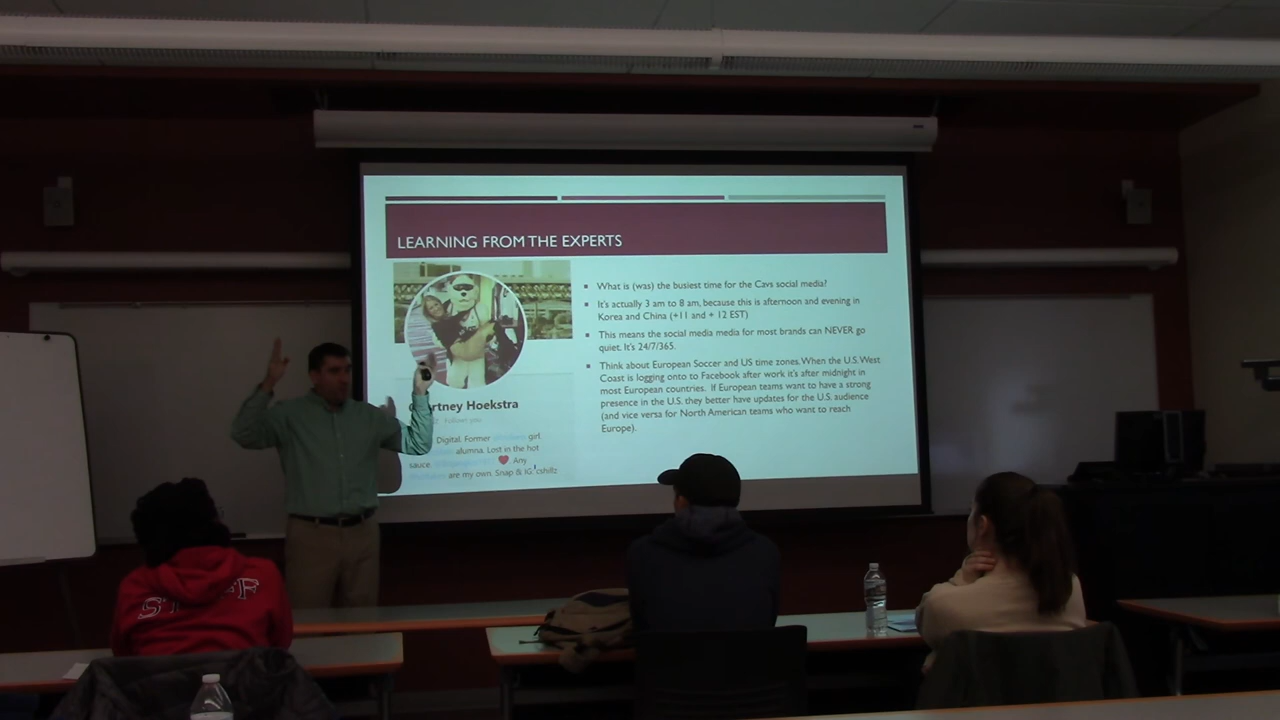 LEARNING FROM THE EXPERTS
What is (was) the busiest time for the Cavs social media?
It's actually 3 am to 8 am, because this is afternoon and evening in
Korea and China (+11 and + 12 EST)
This means the social media media for most brands can NEVER go
quiet. It's 24/7/365.
Think about European Soccer and US time zones. When the U.S. West
Coast is logging onto to Facebook after work it's after midnight in
most European countries. If European teams want to have a strong
presence in the U.S. they better have updates for the U.S. audience
(and vice versa for North American teams who want to reach
Europe).
rtney Hoekstra
Follows you
Digital. Former girl
alumna. Lost in the hot
sauce. Any
are my own. Snap & IG: cshillz